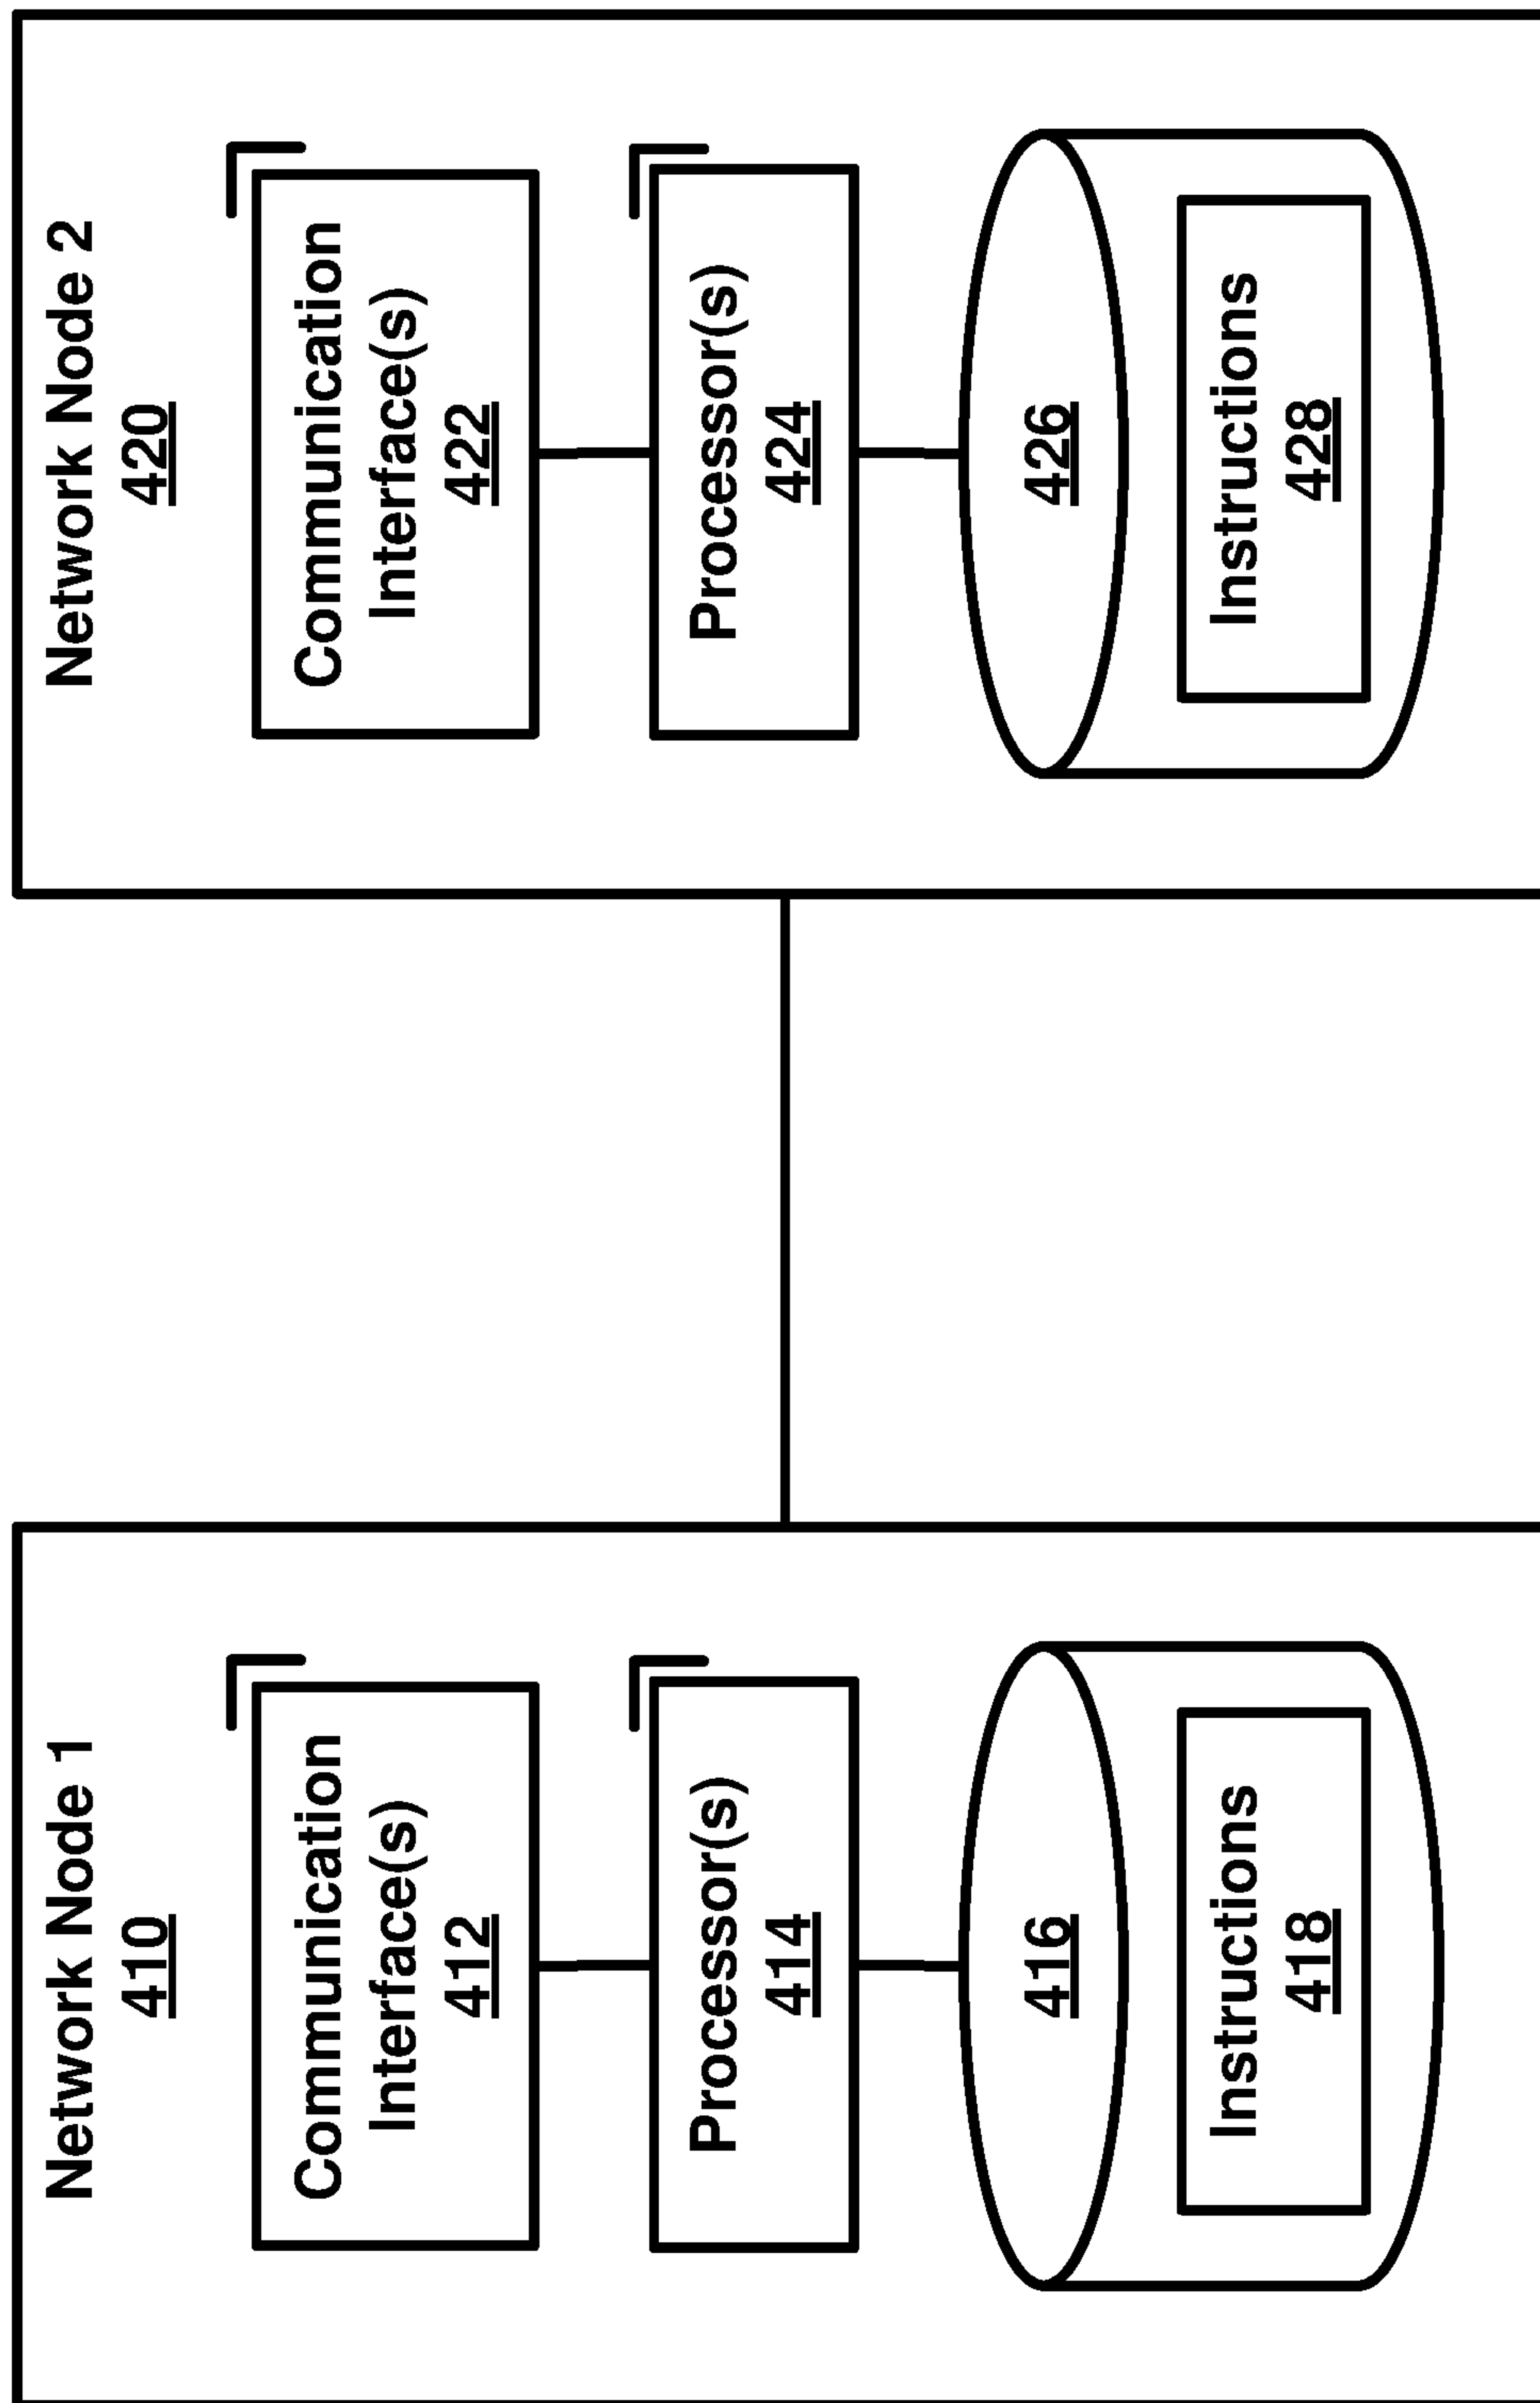 Network Node 1
410
Communication
Interface(s)
412
Processor(s)
414
416
Instructions
418
Network Node 2
420
Communication
Interface(s)
422
Processor(s)
424
426
Instructions
428